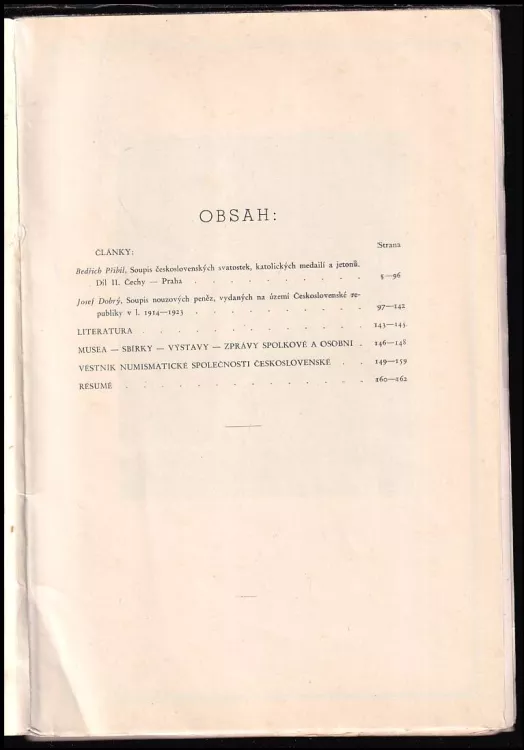 OBSAH:
Strana
ČLÁNKY:
Bedřich Přibil, Soupis československých svatostek, katolických medailí a jetonů.
Díl II. Čechy — Praha . . . . . . . . . . . 5—96
Josef Dobrý, Soupis nouzových peněz, vydaných na území Československé re-
publiky v l. 1914—1923 . . . . . . . . . . 97—142
LITERATURA . . . . . . . . . . . . . 143—145
MUSEA — SBÍRKY — VÝSTAVY — ZPRÁVY SPOLKOVÉ A OSOBNÍ . 146—148
VĚSTNÍK NUMISMATICKÉ SPOLEČNOSTI ČESKOSLOVENSKÉ . . 149—159
RÉSUMÉ . . . . . . . . . . . . . . 160—162